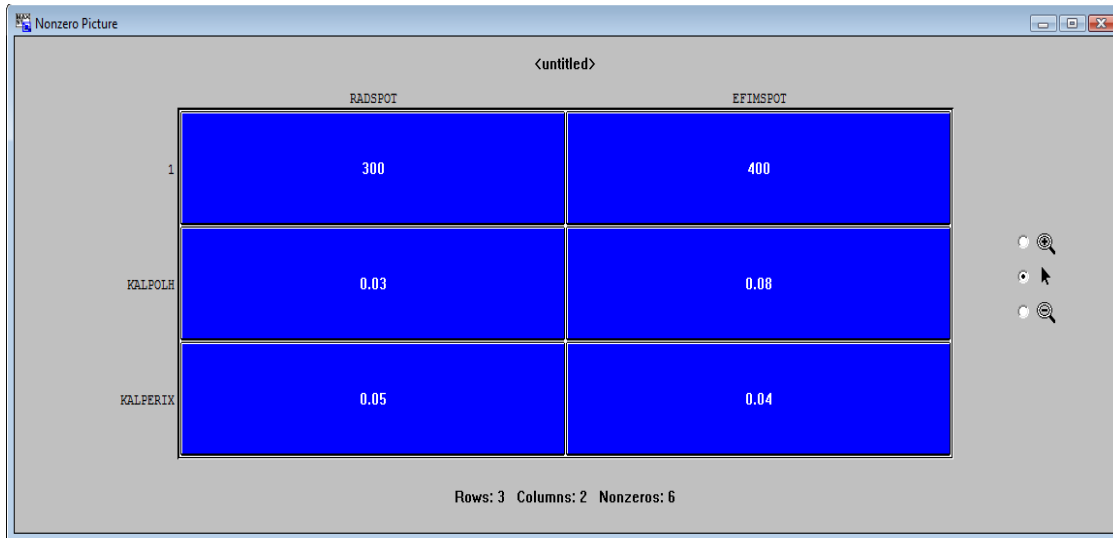 Nonzero Picture
<untitled>
RADSPOT EFIMSPOT
1 300 400
KALPOLH 0.03 0.08
KALPERIX 0.05 0.04
Rows: 3 Columns: 2 Nonzeros: 6